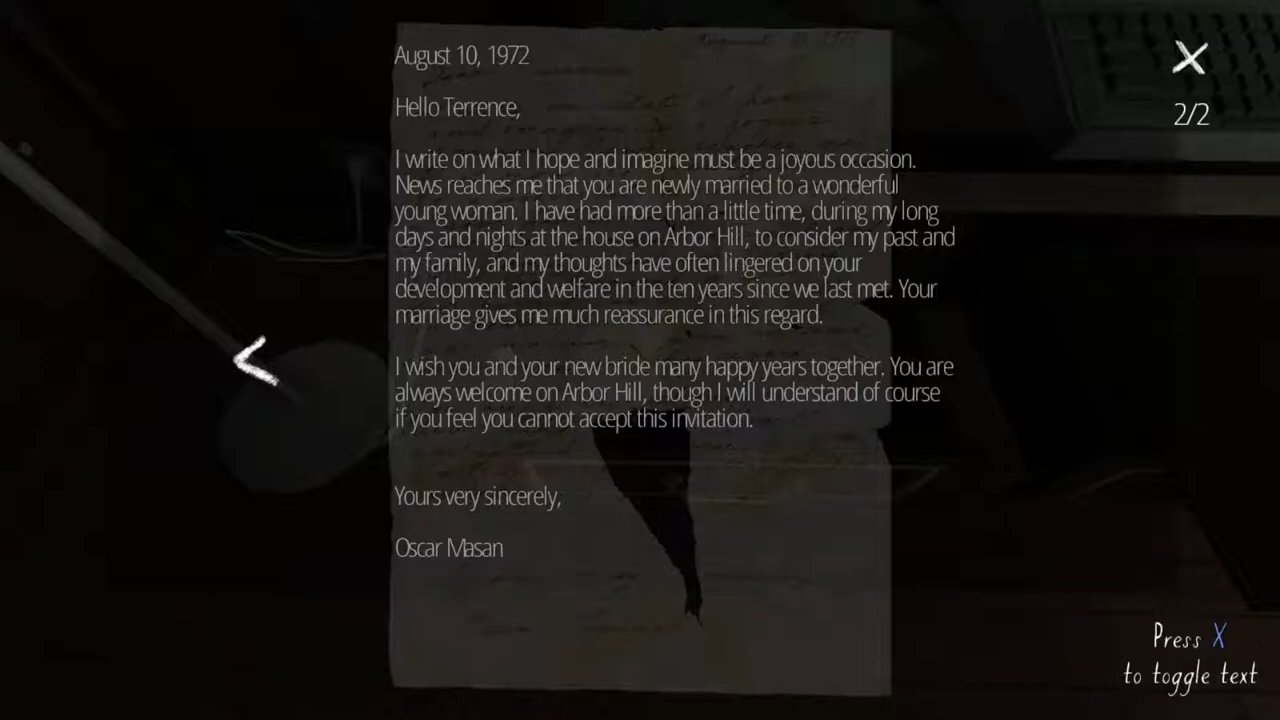 August 10, 1972
Hello Terrence,
I write on what I hope and imagine must be a joyous occasion.
News reaches me that you are newly married to a wonderful
young woman. I have had more than a little time, during my long
days and nights at the house on Arbor Hill, to consider my past and
my family, and my thoughts have often lingered on your
development and welfare in the ten years since we last met. Your
marriage gives me much reassurance in this regard.
I wish you and your new bride many happy years together. You are
always welcome on Arbor Hill, though I will understand of course
if you feel you cannot accept this invitation.
Yours very sincerely,
Oscar Masan
2/2
Press X
to toggle text